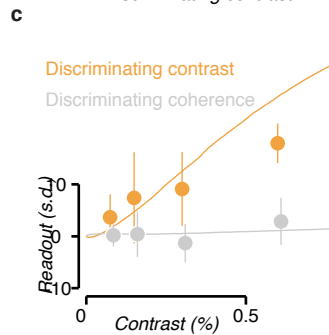 c
Discriminating contrast
Discriminating coherence
Readout (s.d.)
10
0
-10
0
0.5
Contrast (%)